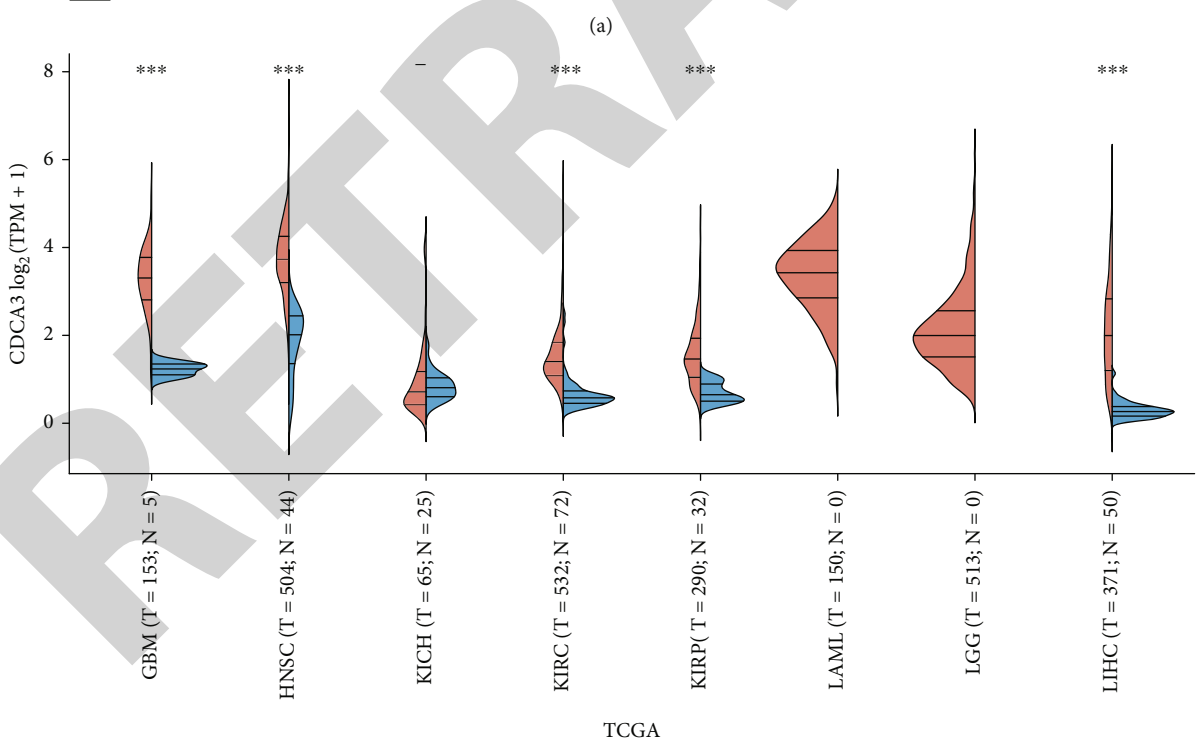 (a)
CDCA3 log₂ (TPM + 1)
8
6
4
2
0
***
***
–
***
***
***
GBM (T = 153; N = 5)
HNSC (T = 504; N = 44)
KICH (T = 65; N = 25)
KIRC (T = 532; N = 72)
KIRP( T = 290; N = 32)
LAML (T = 150; N = 0)
LGG (T = 513; N = 0)
LIHC (T = 371; N = 50)
TCGA
RETRA